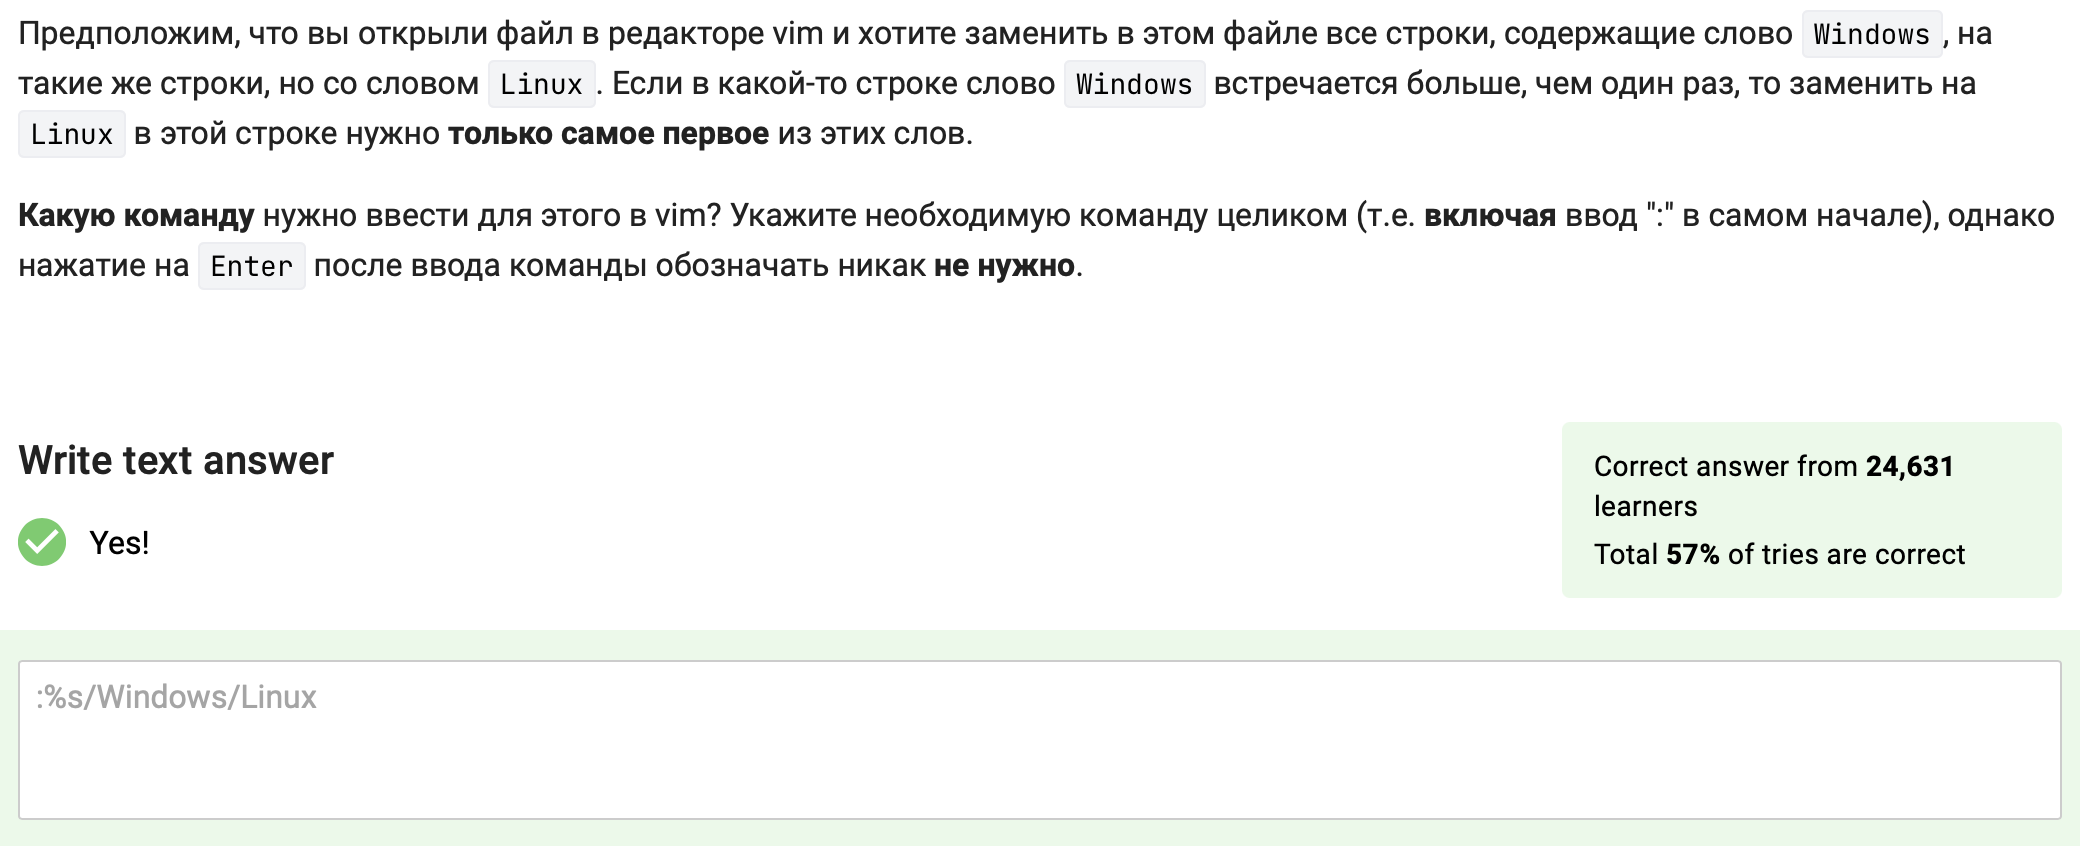 Предположим, что вы открыли файл в редакторе vim и хотите заменить в этом файле все строки, содержащие слово Windows, на
такие же строки, но со словом Linux. Если в какой-то строке слово Windows встречается больше, чем один раз, то заменить на
Linux в этой строке нужно только самое первое из этих слов.
Какую команду нужно ввести для этого в vim? Укажите необходимую команду целиком (т.е. включая ввод ":" в самом начале), однако
нажатие на Enter после ввода команды обозначать никак не нужно.
Write text answer
Yes!
Correct answer from 24,631
learners
Total 57% of tries are correct
:%s/Windows/Linux